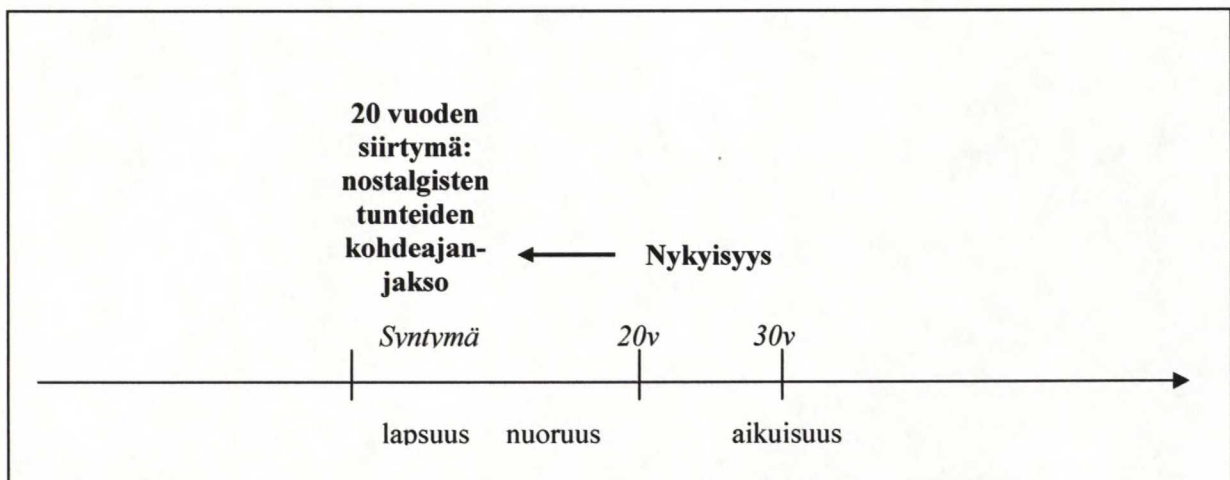 20 vuoden
siirtymä:
nostalgisten
tunteiden
kohdeajan-
jakso
Nykyisyys
Syntymä 20v 30v
lapsuus nuoruus aikuisuus